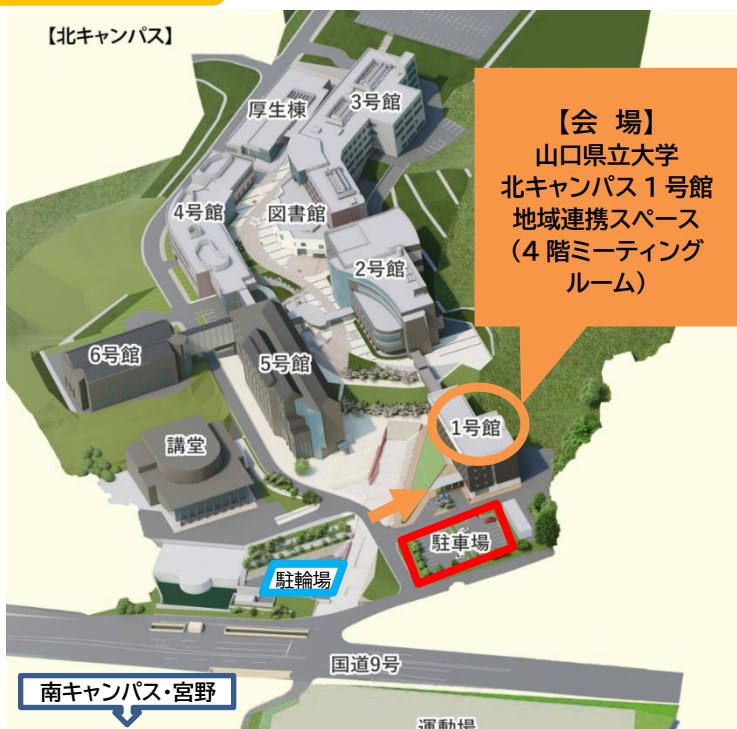 【北キャンパス】
厚生棟
3号館
【会 場】
山口県立大学
北キャンパス1号館
地域連携スペース
（4階ミーティング
ルーム）
4号館
図書館
2号館
6号館
5号館
1号館
講堂
駐車場
駐輪場
国道9号
南キャンパス・宮野
運動場